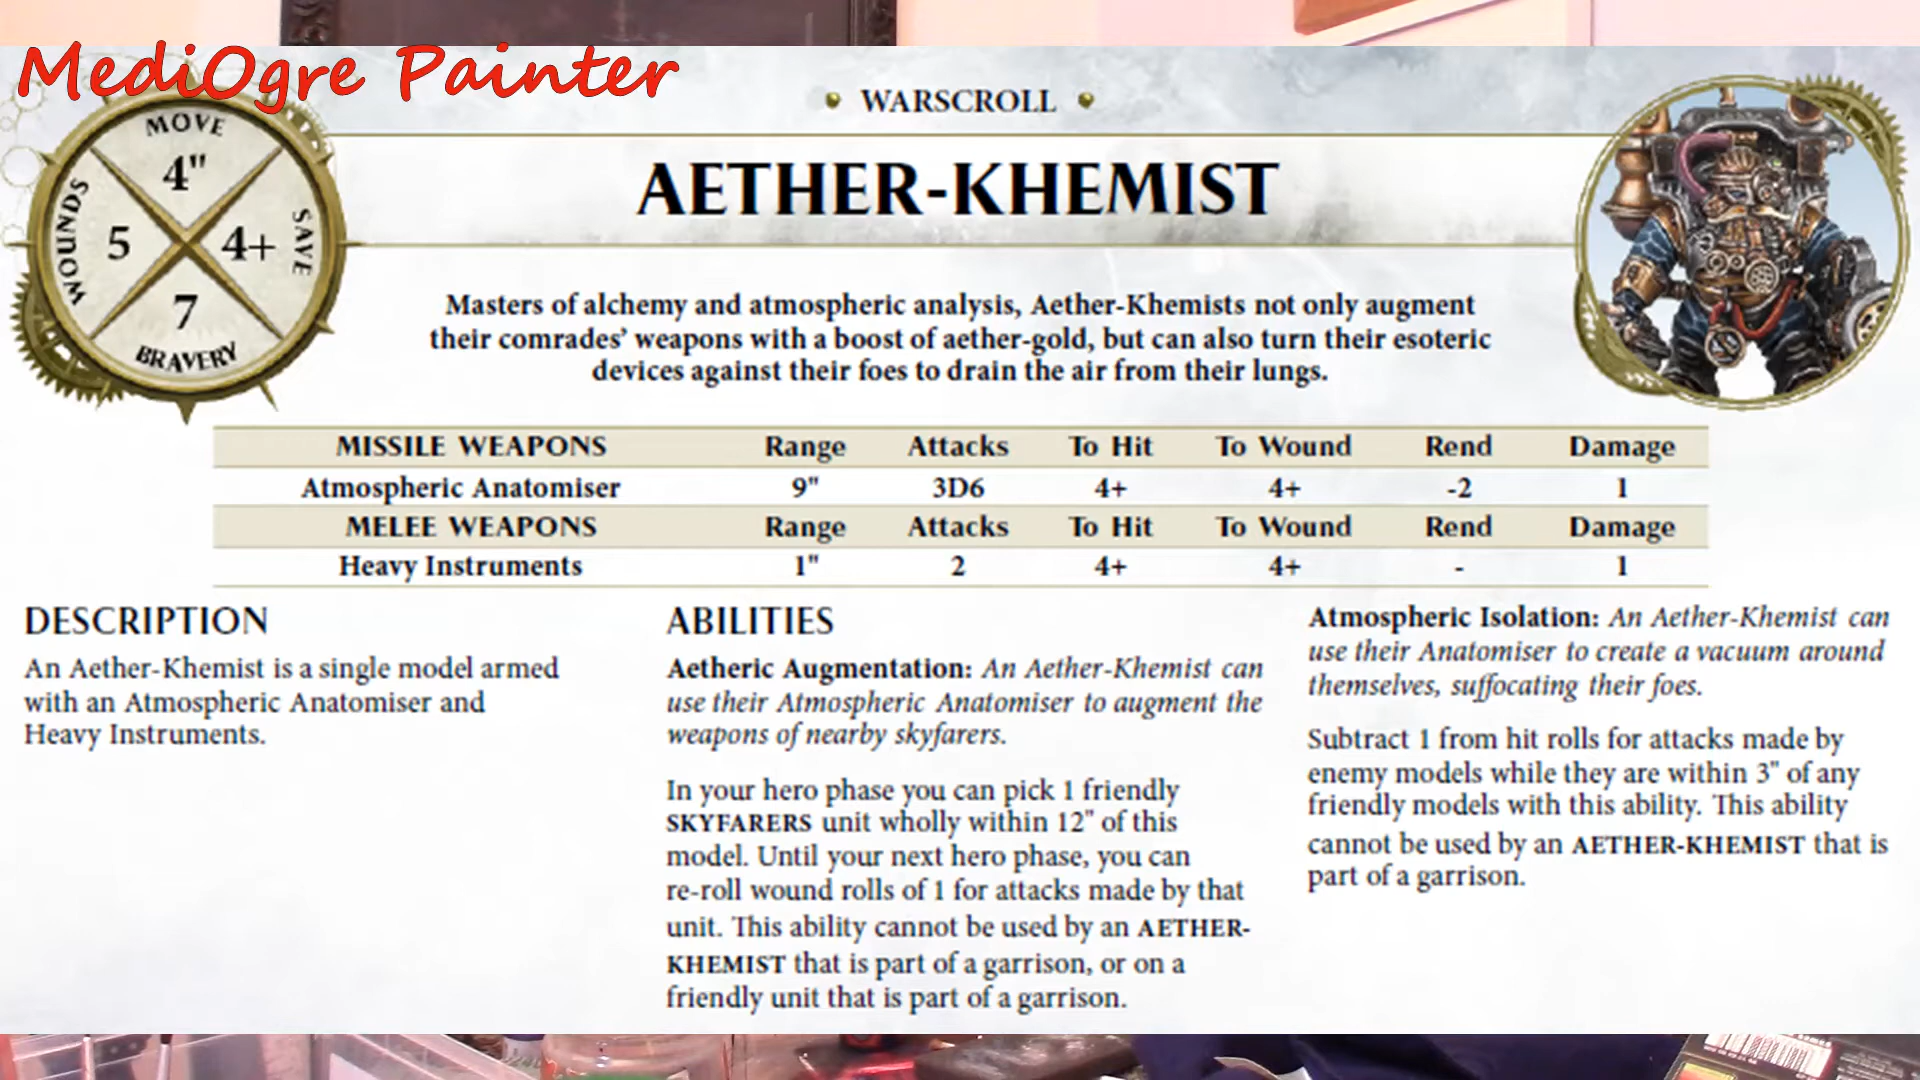 MediOgre Painter
WARSCROLL
AETHER-KHEMIST
MOVE
4"
WOUNDS
5
4+
SAVE
7
BRAVERY
Masters of alchemy and atmospheric analysis, Aether-Khemists not only augment
their comrades’ weapons with a boost of aether-gold, but can also turn their esoteric
devices against their foes to drain the air from their lungs.
MISSILE WEAPONS Range Attacks To Hit To Wound Rend Damage
Atmospheric Anatomiser 9" 3D6 4+ 4+ -2 1
MELEE WEAPONS Range Attacks To Hit To Wound Rend Damage
Heavy Instruments 1" 2 4+ 4+ - 1
DESCRIPTION
An Aether-Khemist is a single model armed
with an Atmospheric Anatomiser and
Heavy Instruments.
ABILITIES
Aetheric Augmentation: An Aether-Khemist can
use their Atmospheric Anatomiser to augment the
weapons of nearby skyfarers.
In your hero phase you can pick 1 friendly
SKYFARERS unit wholly within 12" of this
model. Until your next hero phase, you can
re-roll wound rolls of 1 for attacks made by that
unit. This ability cannot be used by an AETHER-
KHEMIST that is part of a garrison, or on a
friendly unit that is part of a garrison.
Atmospheric Isolation: An Aether-Khemist can
use their Anatomiser to create a vacuum around
themselves, suffocating their foes.
Subtract 1 from hit rolls for attacks made by
enemy models while they are within 3" of any
friendly models with this ability. This ability
cannot be used by an AETHER-KHEMIST that is
part of a garrison.